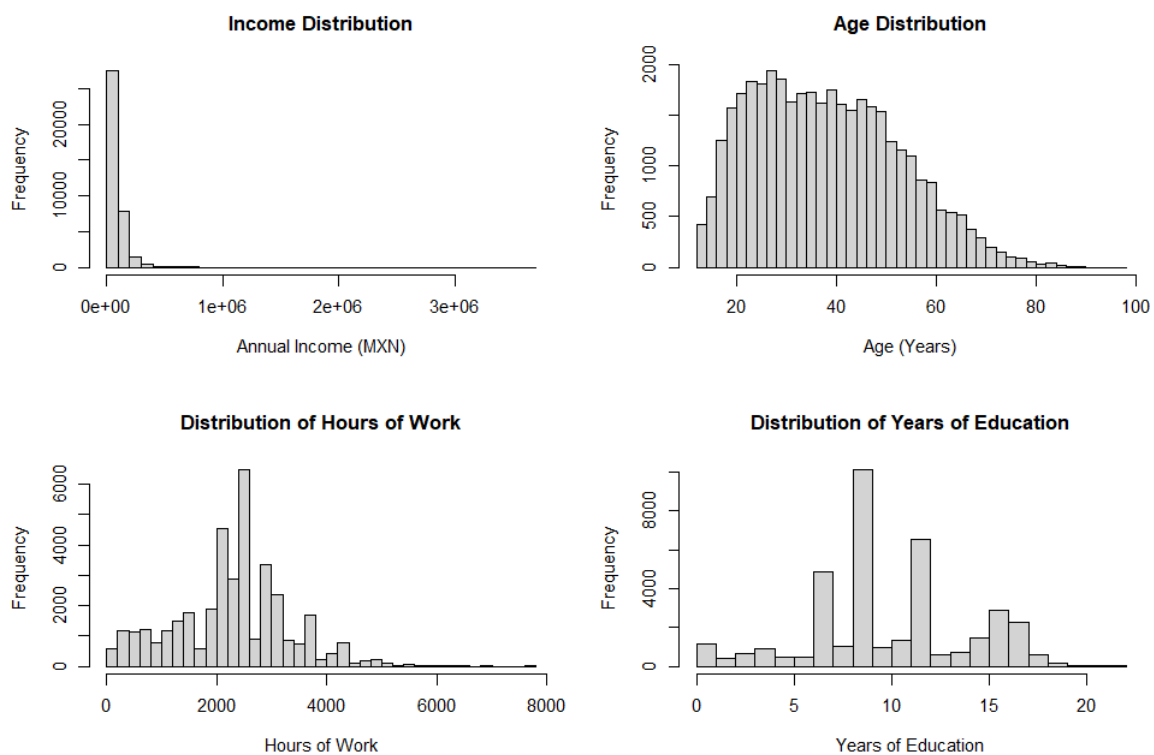 Income Distribution
Frequency
0
10000
20000
0e+00 1e+06 2e+06 3e+06
Annual Income (MXN)
Age Distribution
Frequency
0
500
1000
2000
20 40 60 80 100
Age (Years)
Distribution of Hours of Work
Frequency
0
2000
4000
6000
0 2000 4000 6000 8000
Hours of Work
Distribution of Years of Education
Frequency
0
4000
8000
0 5 10 15 20
Years of Education